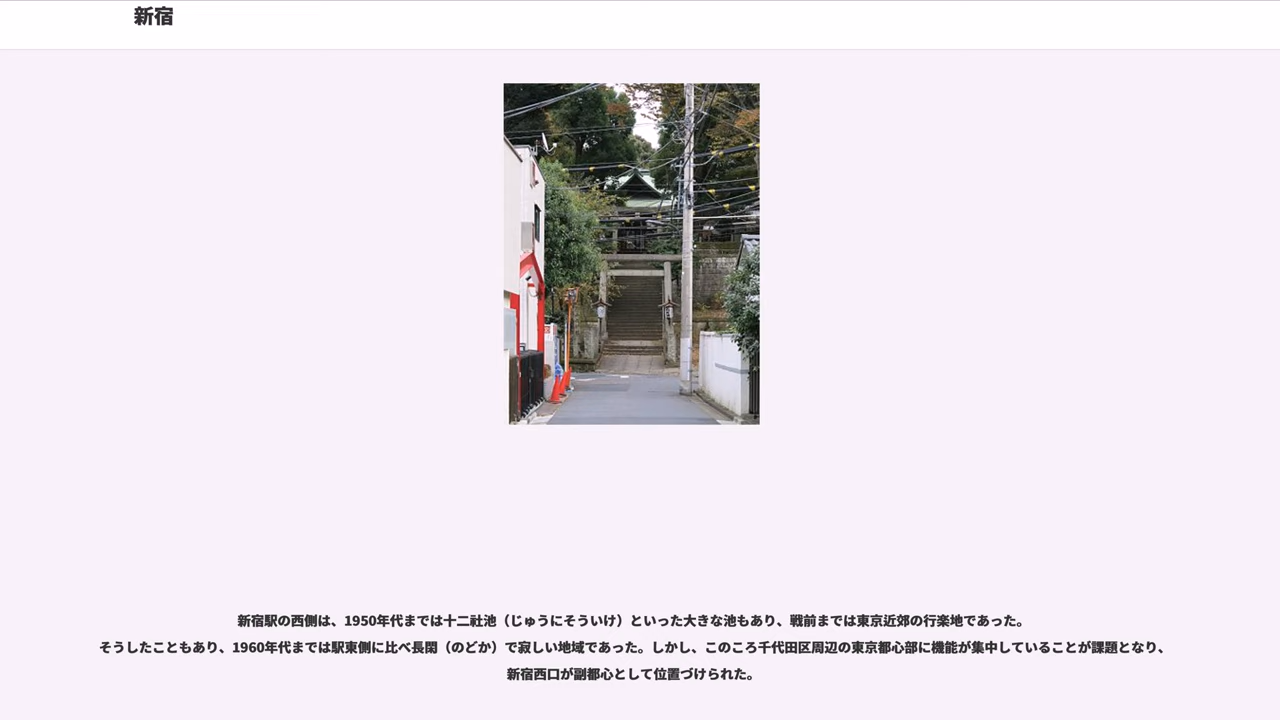 新宿
新宿駅の西側は、1950年代までは十二社池（じゅうにそういけ）といった大きな池もあり、戦前までは東京近郊の行楽地であった。
そうしたこともあり、1960年代までは駅東側に比べ長閑（のどか）で寂しい地域であった。しかし、このころ千代田区周辺の東京都心部に機能が集中していることが課題となり、
新宿西口が副都心として位置づけられた。